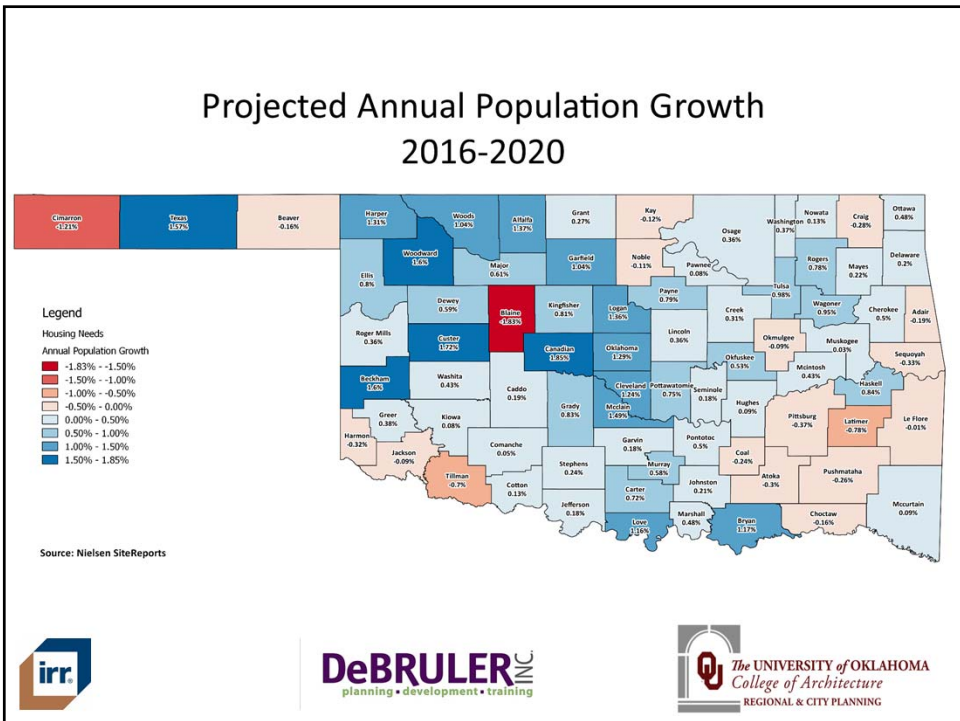 Projected Annual Population Growth
2016-2020
Cimarron
-1.21%
Texas
1.57%
Beaver
-0.16%
Harper
1.31%
Woods
1.04%
Alfalfa
1.37%
Grant
0.27%
Kay
-0.12%
Osage
0.36%
Washington
0.37%
Nowata
0.13%
Craig
-0.28%
Ottawa
0.48%
Woodward
1.6%
Ellis
0.8%
Major
0.61%
Garfield
1.04%
Noble
-0.11%
Pawnee
0.08%
Rogers
0.78%
Mayes
0.22%
Delaware
0.2%
Tulsa
0.98%
Dewey
0.59%
Blaine
-1.83%
Kingfisher
0.81%
Logan
1.36%
Payne
0.79%
Creek
0.31%
Wagoner
0.95%
Cherokee
0.5%
Adair
-0.19%
Roger Mills
0.36%
Custer
1.72%
Canadian
1.85%
Oklahoma
1.29%
Lincoln
0.36%
Okmulgee
-0.09%
Muskogee
0.03%
Sequoyah
-0.33%
Okfuskee
0.53%
Mcintosh
0.43%
Beckham
1.6%
Washita
0.43%
Caddo
0.19%
Grady
0.83%
Cleveland
1.24%
Mcclain
1.49%
Pottawatomie
0.75%
Seminole
0.18%
Hughes
0.09%
Haskell
0.84%
Pittsburg
-0.37%
Latimer
-0.78%
Le Flore
-0.01%
Greer
0.38%
Kiowa
0.08%
Harmon
-0.32%
Jackson
-0.09%
Comanche
0.05%
Tillman
-0.7%
Cotton
0.13%
Stephens
0.24%
Garvin
0.18%
Pontotoc
0.5%
Coal
-0.24%
Murray
0.58%
Johnston
0.21%
Atoka
-0.3%
Pushmataha
-0.26%
Mccurtain
0.09%
Jefferson
0.18%
Carter
0.72%
Love
1.16%
Marshall
0.48%
Bryan
1.17%
Choctaw
-0.16%
Legend
Housing Needs
Annual Population Growth
-1.83% - -1.50%
-1.50% - -1.00%
-1.00% - -0.50%
-0.50% - 0.00%
0.00% - 0.50%
0.50% - 1.00%
1.00% - 1.50%
1.50% - 1.85%
Source: Nielsen SiteReports
irr.
DeBRULER INC.
planning ▪ development ▪ training
OU
The UNIVERSITY of OKLAHOMA
College of Architecture
REGIONAL & CITY PLANNING